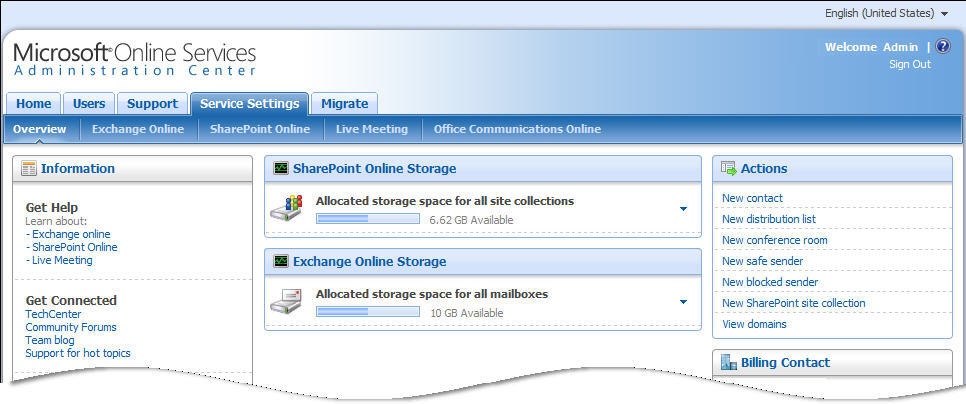 English (United States)
Microsoft® Online Services
Administration Center
Welcome Admin | ?
Sign Out
Home Users Support Service Settings Migrate
Overview Exchange Online SharePoint Online Live Meeting Office Communications Online
Information
Get Help
Learn about:
- Exchange online
- SharePoint Online
- Live Meeting
Get Connected
TechCenter
Community Forums
Team blog
Support for hot topics
SharePoint Online Storage
Allocated storage space for all site collections
6.62 GB Available
Exchange Online Storage
Allocated storage space for all mailboxes
10 GB Available
Actions
New contact
New distribution list
New conference room
New safe sender
New blocked sender
New SharePoint site collection
View domains
Billing Contact